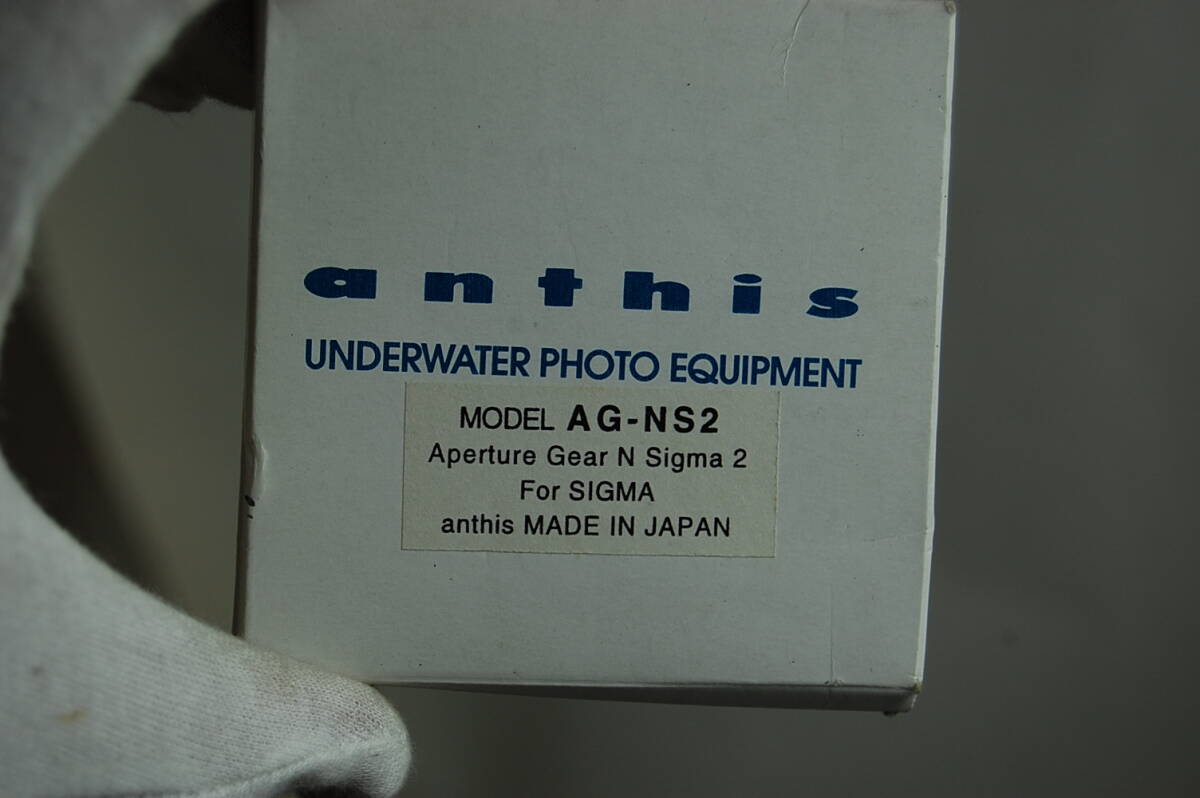 anthis
UNDERWATER PHOTO EQUIPMENT
MODEL AG-NS2
Aperture Gear N Sigma 2
For SIGMA
anthis MADE IN JAPAN